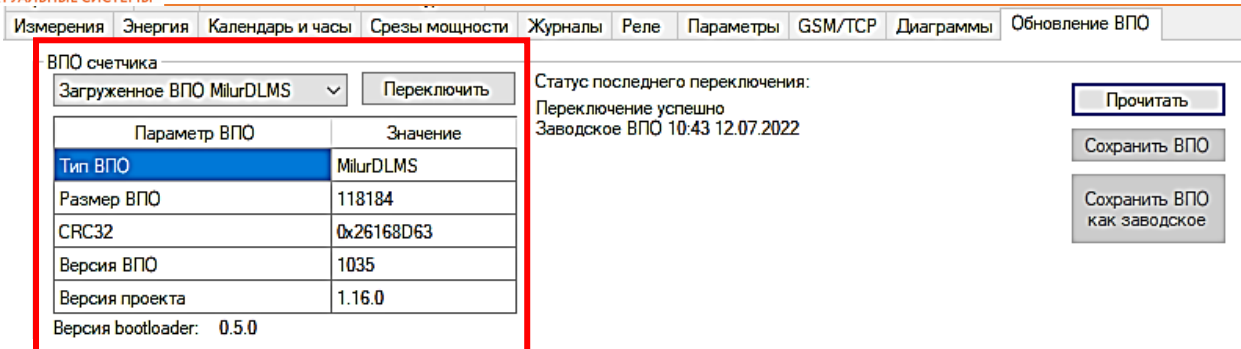 Измерения Энергия Календарь и часы Срезы мощности Журналы Реле Параметры GSM/TCP Диаграммы Обновление ВПО
ВПО счетчика
Загруженное ВПО MilurDLMS Переключить
Параметр ВПО Значение
Тип ВПО MilurDLMS
Размер ВПО 118184
CRC32 0x26168D63
Версия ВПО 1035
Версия проекта 1.16.0
Версия bootloader: 0.5.0
Статус последнего переключения:
Переключение успешно
Заводское ВПО 10:43 12.07.2022
Прочитать
Сохранить ВПО
Сохранить ВПО
как заводское